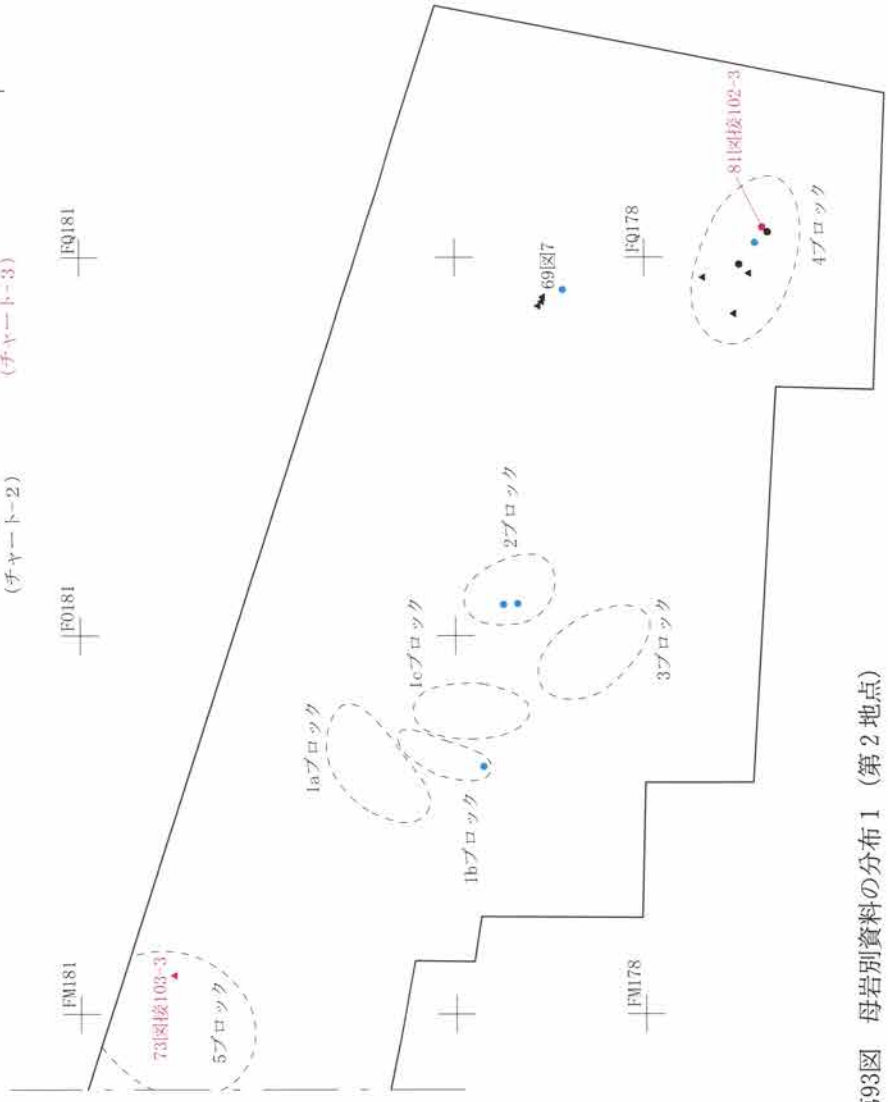 (チャート-2)
(チャート-3)
FM181
FO181
FQ181
73図接103-3
5ブロック
1aブロック
1bブロック
1cブロック
2ブロック
3ブロック
69図7
FM178
FQ178
81図接102-3
4ブロック
93図 母岩別資料の分布1 (第2地点)